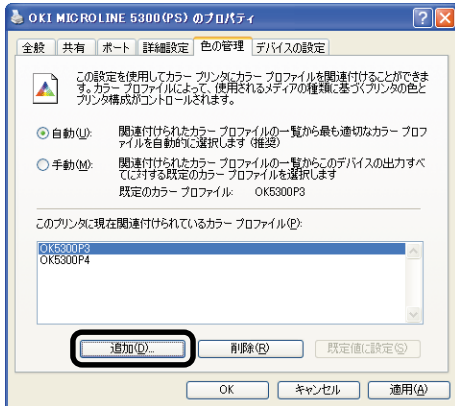 OKI MICROLINE 5300(PS) のプロパティ
全般 共有 ポート 詳細設定 色の管理 デバイスの設定
この設定を使用してカラー プリンタにカラー プロファイルを関連付けることができま
す。カラー プロファイルによって、使用されるメディアの種類に基づくプリンタの色と
プリンタ構成がコントロールされます。
自動(U): 関連付けられたカラー プロファイルの一覧から最も適切なカラー プロフ
ァイルを自動的に選択します (推奨)
手動(M): 関連付けられたカラー プロファイルの一覧からこのデバイスの出力すべ
てに対する既定のカラー プロファイルを選択します
既定のカラー プロファイル: OK5300P3
このプリンタに現在関連付けられているカラー プロファイル(P):
OK5300P3
OK5300P4
追加(D)... 削除(R) 既定値に設定(S)
OK キャンセル 適用(A)